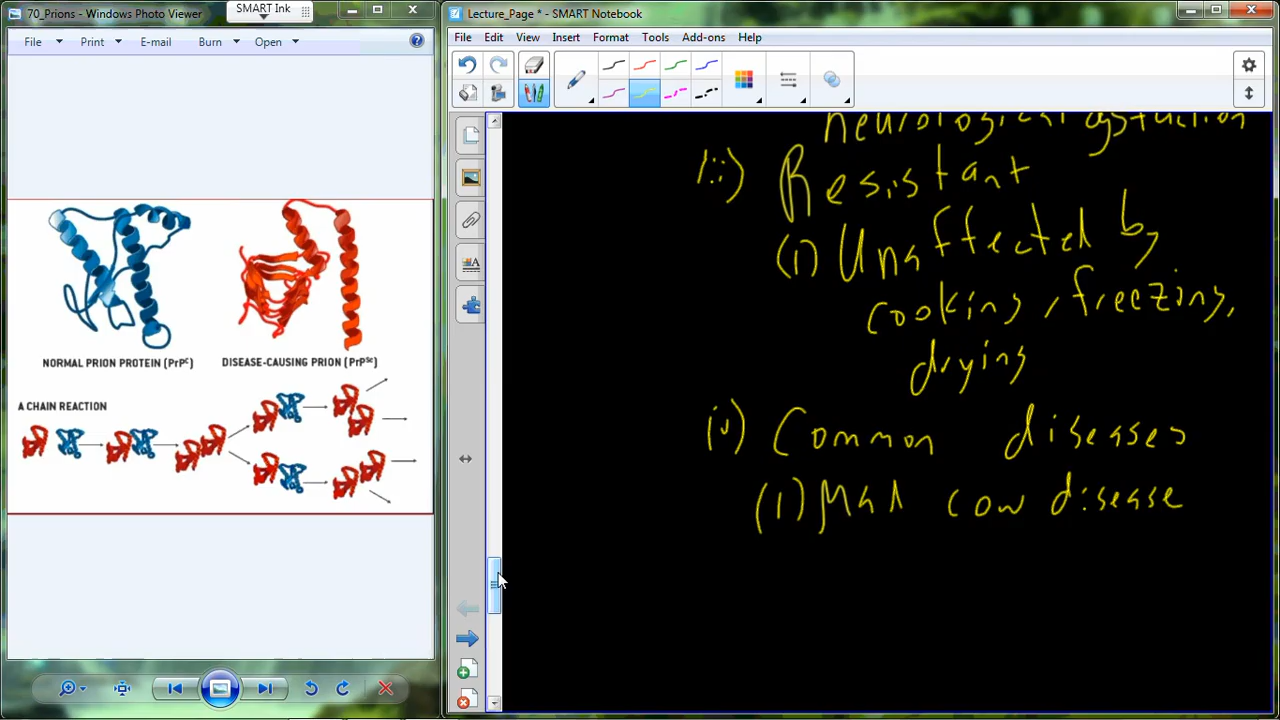 70_Prions - Windows Photo Viewer
SMART Ink
File
Print
E-mail
Burn
Open
NORMAL PRION PROTEIN (PrPC)
DISEASE-CAUSING PRION (PrPSc)
A CHAIN REACTION
Lecture_Page * - SMART Notebook
File Edit View Insert Format Tools Add-ons Help
neurological
iii) Resistant
(1) Unaffected by
cooking, freezing,
drying
iv) Common diseases
(1) Mad cow disease